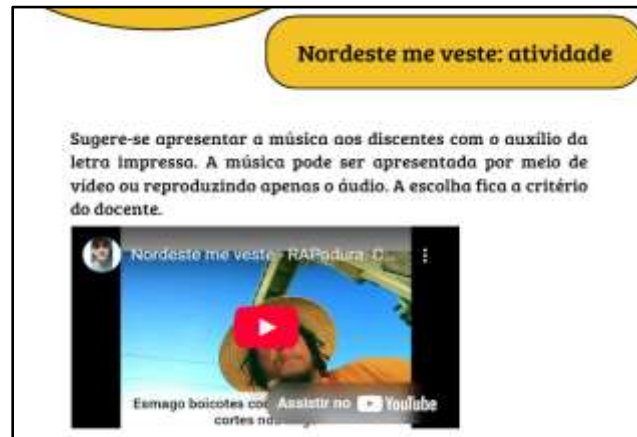 Nordeste me veste: atividade
Sugere-se apresentar a música aos discentes com o auxílio da
letra impressa. A música pode ser apresentada por meio de
vídeo ou reproduzindo apenas o áudio. A escolha fica a critério
do docente.
Nordeste me veste - RAPadura C...
Esmago boicotes
Assistir no YouTube
cortes